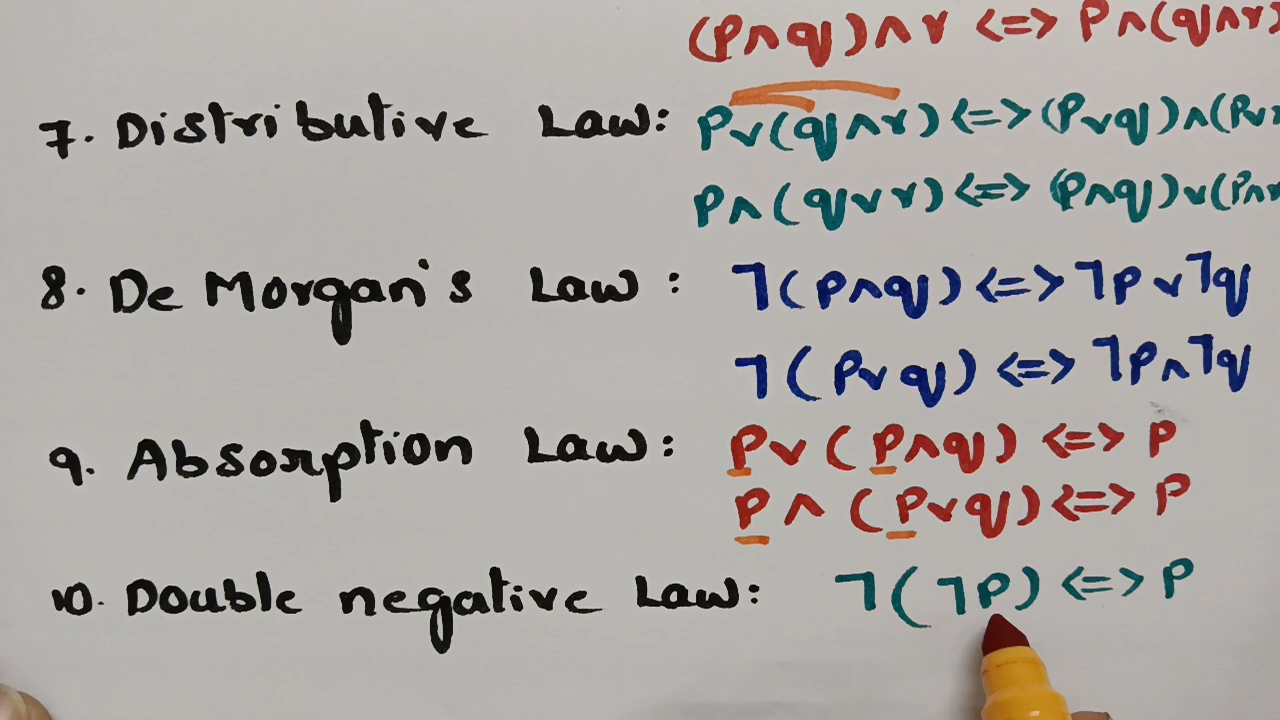 (p∧q)∧r <=> p∧(q∧r)
7. Distributive Law: p∨(q∧r) <=> (p∨q)∧(p∨r
p∧(q∨r) <=> (p∧q)∨(p∧r
8. De Morgan's Law: ¬(p∧q) <=> ¬p∨¬q
¬(p∨q) <=> ¬p∧¬q
9. Absorption Law: p∨(p∧q) <=> p
p∧(p∨q) <=> p
10. Double negative Law: ¬(¬p) <=> p